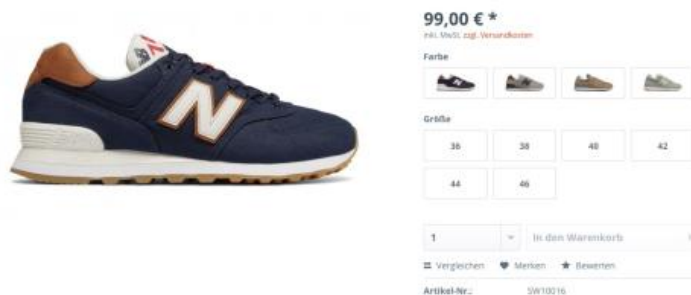 N
99,00 € *
inkl. MwSt. zzgl. Versandkosten
Farbe
Größe
36 38 40 42
44 46
1 In den Warenkorb
Vergleichen Merken Bewerten
Artikel-Nr.: SW10016